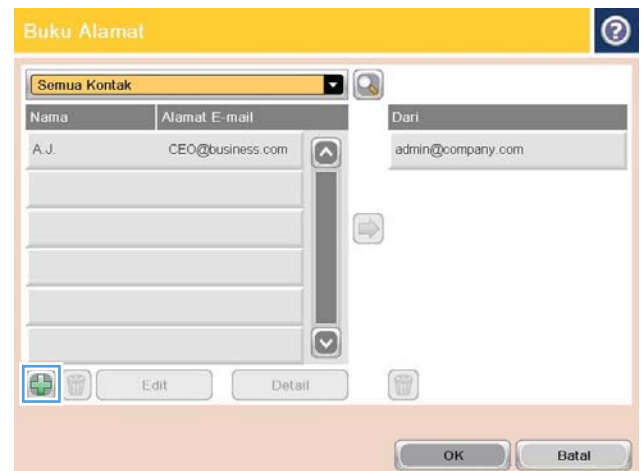 Buku Alamat
Semua Kontak
Nama Alamat E-mail Dari
A.J. CEO@business.com admin@company.com
Edit Detail
OK Batal